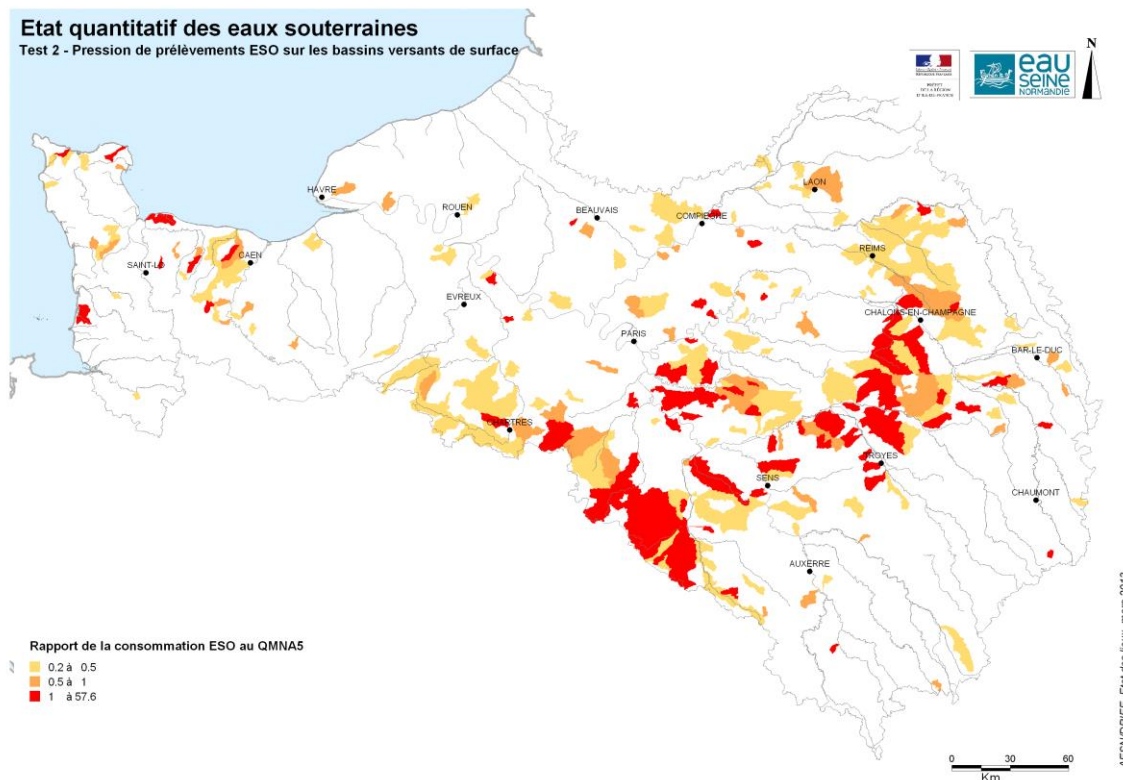 Etat quantitatif des eaux souterraines
Test 2 - Pression de prélèvements ESO sur les bassins versants de surface
eau
SEINE
NORMANDIE
N
LAON
HAVRE
ROUEN
BEAUVAIS
COMPIEGNE
REIMS
CAEN
SAINT-LO
EVREUX
CHALONS-EN-CHAMPAGNE
PARIS
BAR-LE-DUC
CHARTRES
TROYES
SENS
CHAUMONT
AUXERRE
Rapport de la consommation ESO au QMNA5
0.2 à 0.5
0.5 à 1
1 à 57.6
0 30 60
Km